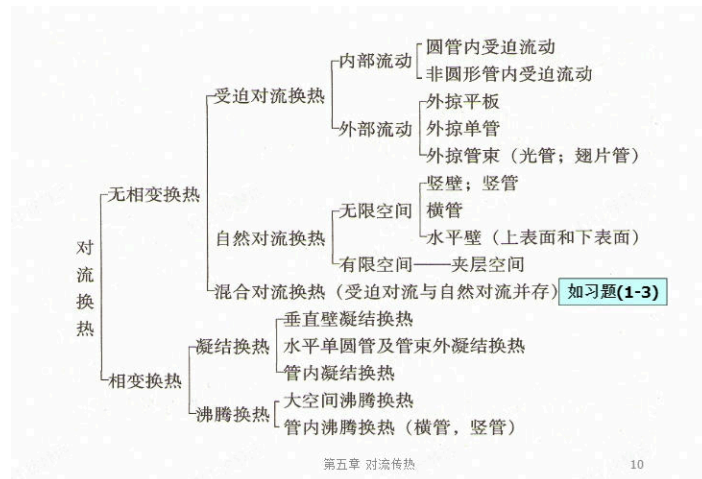 圆管内受迫流动
内部流动
非圆形管内受迫流动
受迫对流换热
外掠平板
外部流动
外掠单管
外掠管束（光管；翅片管）
无相变换热
竖壁；竖管
无限空间
横管
自然对流换热
水平壁（上表面和下表面）
有限空间——夹层空间
对流换热
混合对流换热（受迫对流与自然对流并存）
如习题(1-3)
垂直壁凝结换热
凝结换热
水平单圆管及管束外凝结换热
管内凝结换热
相变换热
大空间沸腾换热
沸腾换热
管内沸腾换热（横管，竖管）
第五章 对流传热
10